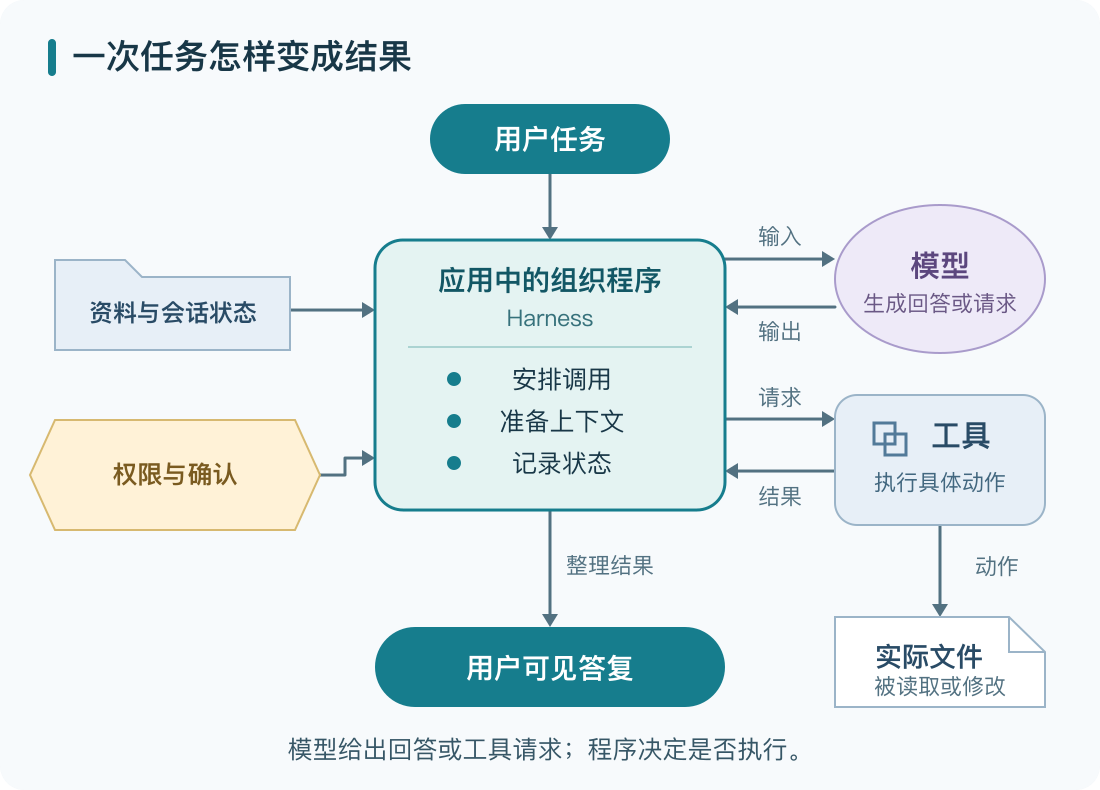 一次任务怎样变成结果
用户任务
资料与会话状态
权限与确认
应用中的组织程序
Harness
安排调用
准备上下文
记录状态
输入
输出
模型
生成回答或请求
请求
结果
工具
执行具体动作
动作
实际文件
被读取或修改
整理结果
用户可见答复
模型给出回答或工具请求；程序决定是否执行。